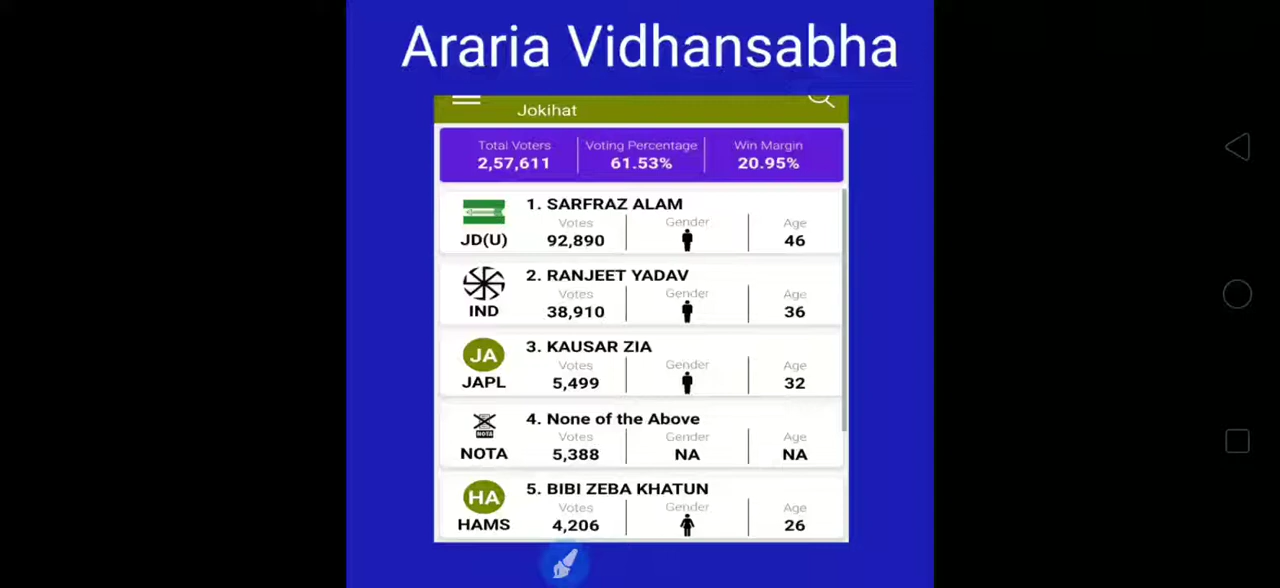 Araria Vidhansabha
Jokihat
Total Voters Voting Percentage Win Margin
2,57,611 61.53% 20.95%
1. SARFRAZ ALAM
Votes Gender Age
JD(U) 92,890 46
2. RANJEET YADAV
Votes Gender Age
IND 38,910 36
JA 3. KAUSAR ZIA
Votes Gender Age
JAPL 5,499 32
4. None of the Above
NOTA Votes Gender Age
NOTA 5,388 NA NA
HA 5. BIBI ZEBA KHATUN
Votes Gender Age
HAMS 4,206 26